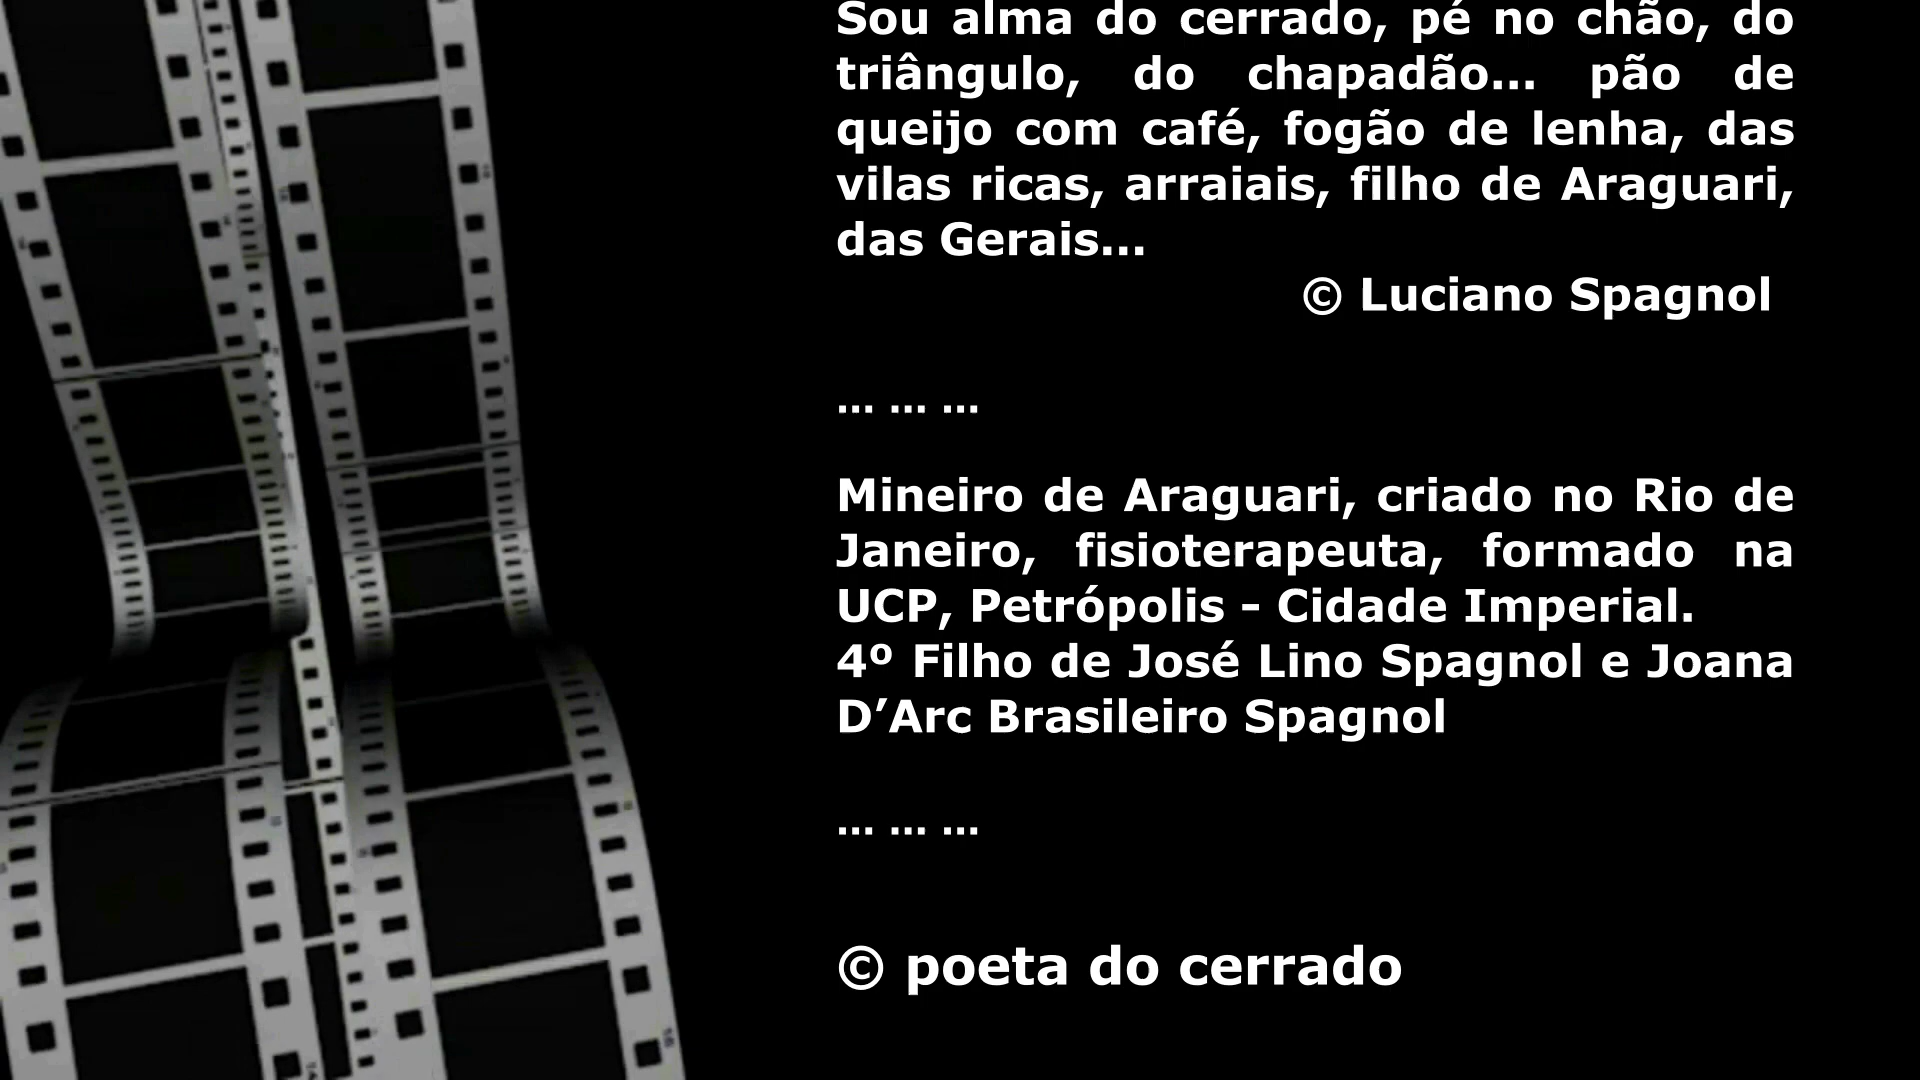 Sou alma do cerrado, pé no chão, do
triângulo, do chapadão... pão de
queijo com café, fogão de lenha, das
vilas ricas, arraiais, filho de Araguari,
das Gerais...
© Luciano Spagnol
... ... ...
Mineiro de Araguari, criado no Rio de
Janeiro, fisioterapeuta, formado na
UCP, Petrópolis – Cidade Imperial.
4º Filho de José Lino Spagnol e Joana
D’Arc Brasileiro Spagnol
... ... ...
© poeta do cerrado